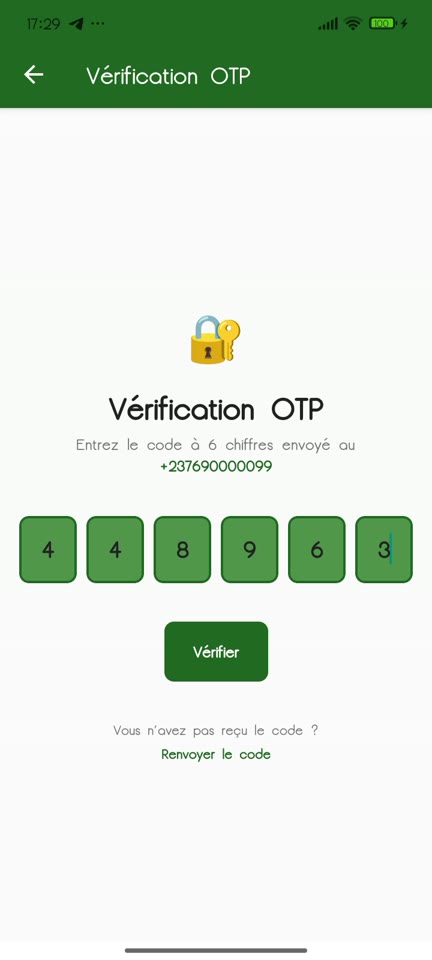 17:29
100
Vérification OTP
Vérification OTP
Entrez le code à 6 chiffres envoyé au
+237690000099
4 4 8 9 6 3
Vérifier
Vous n'avez pas reçu le code ?
Renvoyer le code